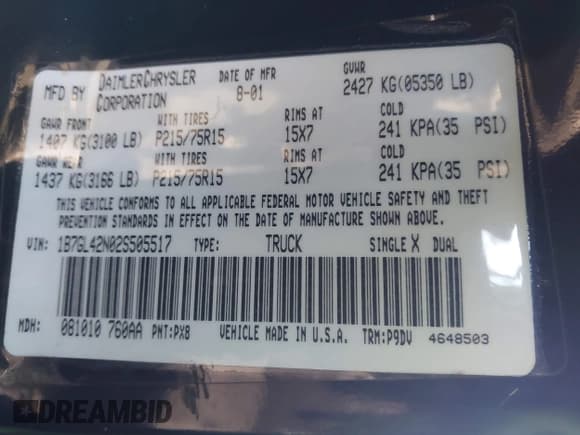 MFD BY DAIMLERCHRYSLER CORPORATION DATE OF MFR 8-01 GVWR 2427 KG(05350 LB)
GAWR FRONT WITH TIRES RIMS AT COLD
1407 KG(3100 LB) P215/75R15 15X7 241 KPA(35 PSI)
GAWR REAR WITH TIRES RIMS AT COLD
1437 KG(3166 LB) P215/75R15 15X7 241 KPA(35 PSI)
THIS VEHICLE CONFORMS TO ALL APPLICABLE FEDERAL MOTOR VEHICLE SAFETY AND THEFT
PREVENTION STANDARDS IN EFFECT ON THE DATE OF MANUFACTURE SHOWN ABOVE.
VIN: 1B7GL42N02S505517 TYPE: TRUCK SINGLE X DUAL
MDH: 081010 760AA PNT:PX8 VEHICLE MADE IN U.S.A. TRM:P9DV 4648503
DREAMBID